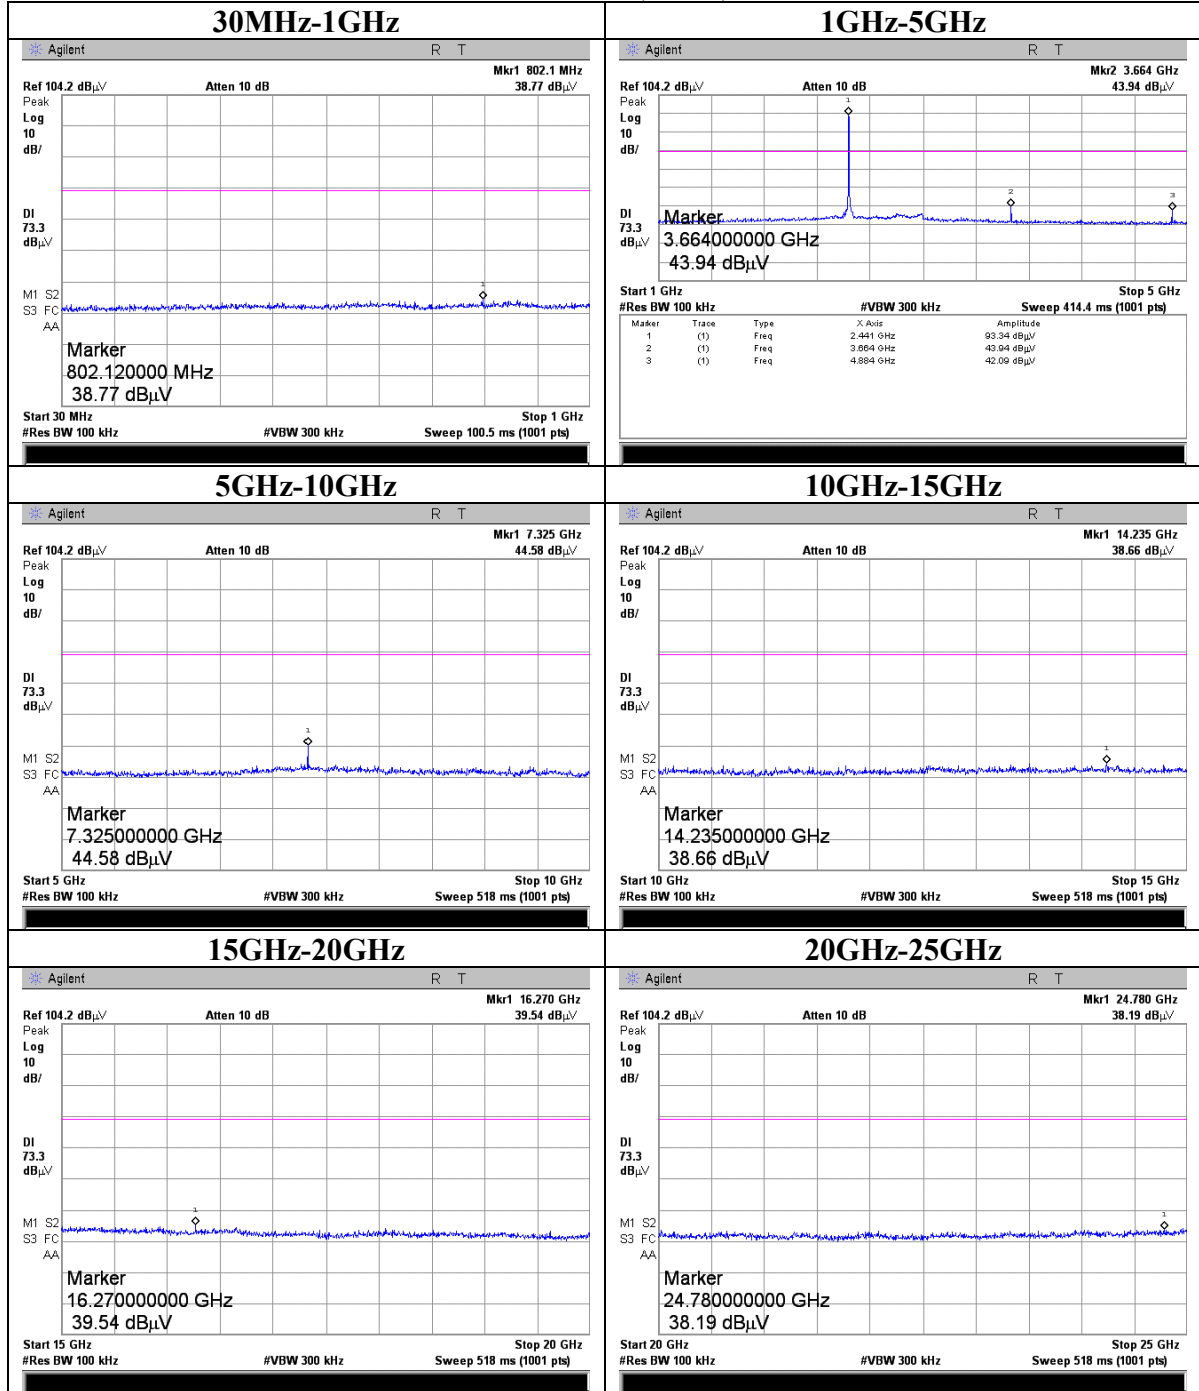 30MHz-1GHz
Agilent R T
Mkr1 802.1 MHz
Ref 104.2 dBµV Atten 10 dB 38.77 dBµV
Peak
Log
10
dB/
DI
73.3
dBµV
1
M1 S2
S3 FC
AA
Marker
802.120000 MHz
38.77 dBµV
Start 30 MHz Stop 1 GHz
#Res BW 100 kHz #VBW 300 kHz Sweep 100.5 ms (1001 pts)
1GHz-5GHz
Agilent R T
Mkr2 3.664 GHz
Ref 104.2 dBµV Atten 10 dB 43.94 dBµV
Peak
Log
10
dB/
1
2
3
DI
73.3
dBµV
Marker
3.664000000 GHz
43.94 dBµV
Start 1 GHz Stop 5 GHz
#Res BW 100 kHz #VBW 300 kHz Sweep 414.4 ms (1001 pts)
Marker Trace Type X Axis Amplitude
1 (1) Freq 2.441 GHz 93.34 dBµV
2 (1) Freq 3.664 GHz 43.94 dBµV
3 (1) Freq 4.884 GHz 42.09 dBµV
5GHz-10GHz
Agilent R T
Mkr1 7.325 GHz
Ref 104.2 dBµV Atten 10 dB 44.58 dBµV
Peak
Log
10
dB/
DI
73.3
dBµV
1
M1 S2
S3 FC
AA
Marker
7.325000000 GHz
44.58 dBµV
Start 5 GHz Stop 10 GHz
#Res BW 100 kHz #VBW 300 kHz Sweep 518 ms (1001 pts)
10GHz-15GHz
Agilent R T
Mkr1 14.235 GHz
Ref 104.2 dBµV Atten 10 dB 38.66 dBµV
Peak
Log
10
dB/
DI
73.3
dBµV
1
M1 S2
S3 FC
AA
Marker
14.235000000 GHz
38.66 dBµV
Start 10 GHz Stop 15 GHz
#Res BW 100 kHz #VBW 300 kHz Sweep 518 ms (1001 pts)
15GHz-20GHz
Agilent R T
Mkr1 16.270 GHz
Ref 104.2 dBµV Atten 10 dB 39.54 dBµV
Peak
Log
10
dB/
DI
73.3
dBµV
1
M1 S2
S3 FC
AA
Marker
16.270000000 GHz
39.54 dBµV
Start 15 GHz Stop 20 GHz
#Res BW 100 kHz #VBW 300 kHz Sweep 518 ms (1001 pts)
20GHz-25GHz
Agilent R T
Mkr1 24.780 GHz
Ref 104.2 dBµV Atten 10 dB 38.19 dBµV
Peak
Log
10
dB/
DI
73.3
dBµV
1
M1 S2
S3 FC
AA
Marker
24.780000000 GHz
38.19 dBµV
Start 20 GHz Stop 25 GHz
#Res BW 100 kHz #VBW 300 kHz Sweep 518 ms (1001 pts)